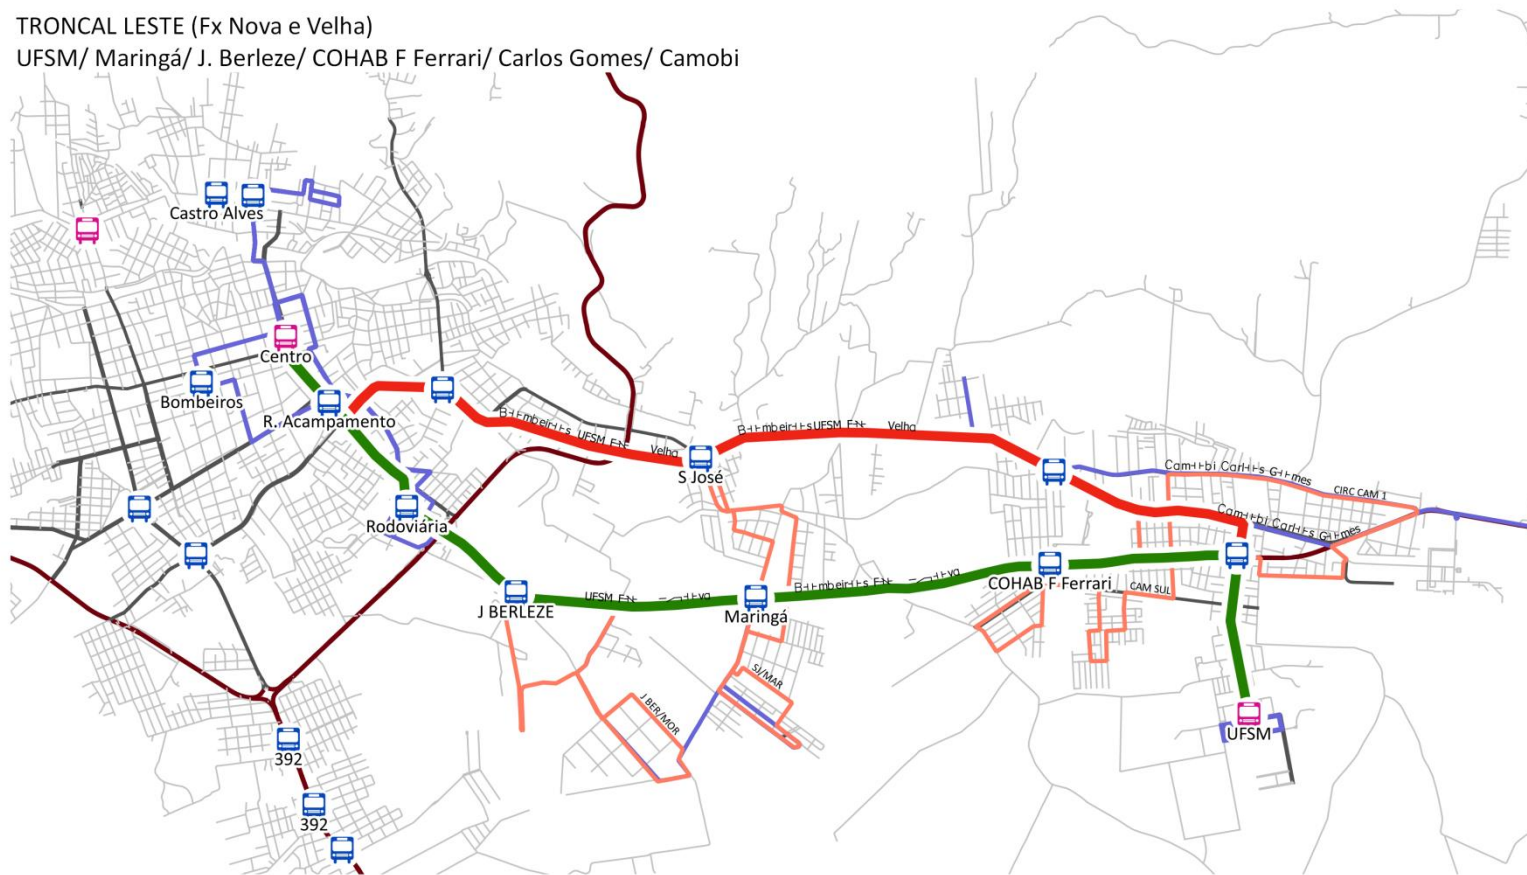 TRONCAL LESTE (Fx Nova e Velha)
UFSM/ Maringá/ J. Berleze/ COHAB F Ferrari/ Carlos Gomes/ Camobi
Castro Alves
Centro
Bombeiros
R. Acampamento
UFSM
Velha
UFSM
Velha
S José
CIRC CAM 1
Rodoviária
J BERLEZE
UFSM
Maringá
COHAB F Ferrari
CAM SUL
SJ/MAR
J BER/MOR
UFSM
392
392